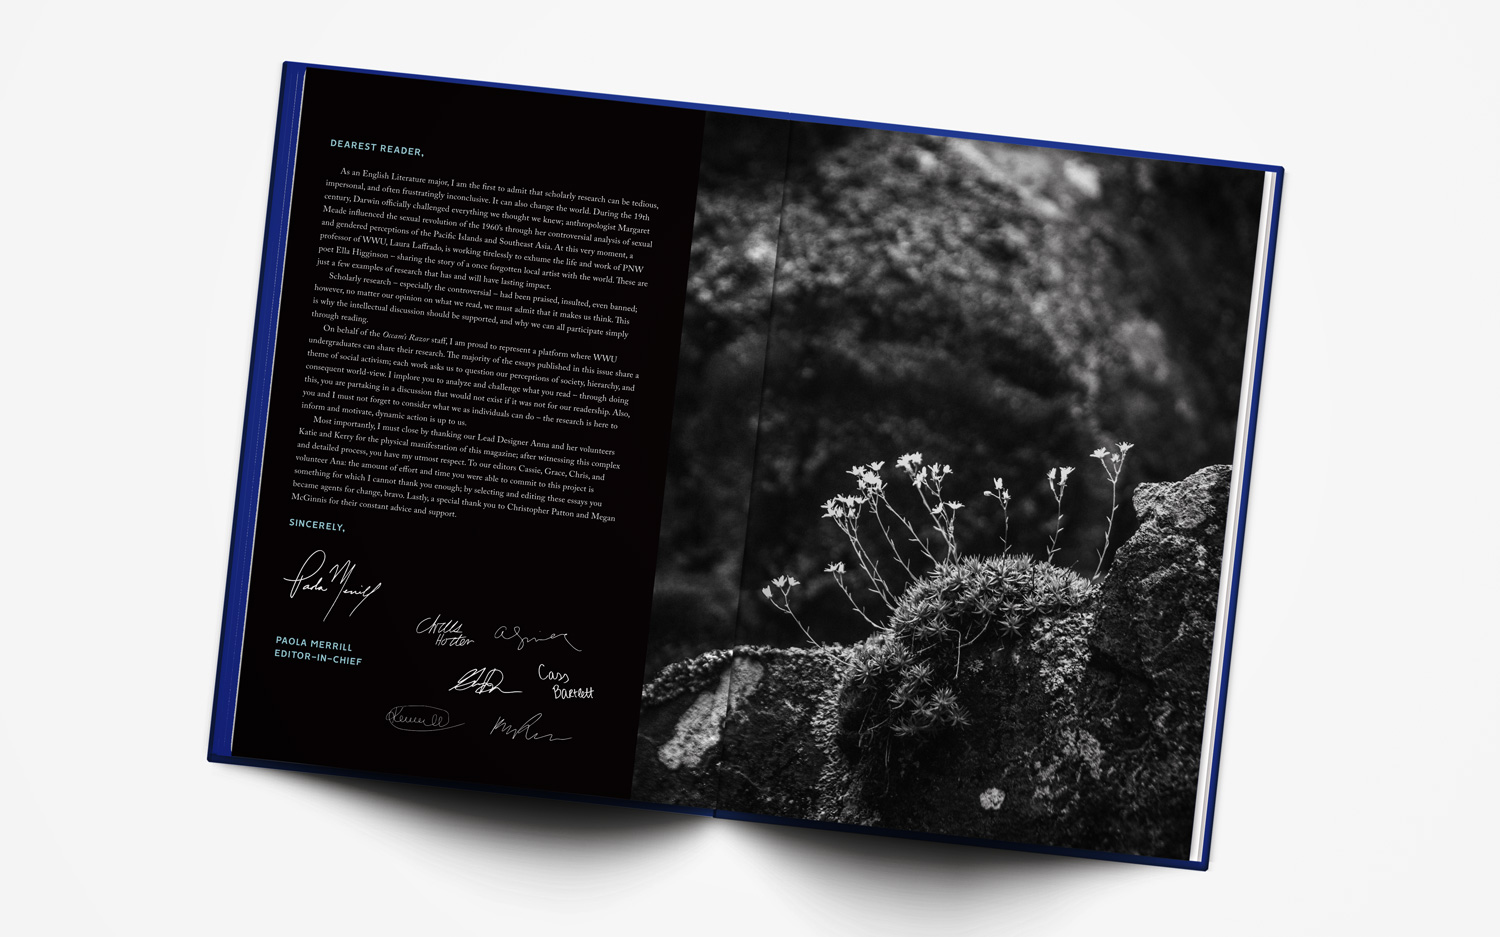 DEAREST READER,
As an English Literature major, I am the first to admit that scholarly research can be tedious,
impersonal, and often frustratingly inconclusive. It can also change the world. During the 19th
century, Darwin officially challenged everything we thought we knew; anthropologist Margaret
Meade influenced the sexual revolution of the 1960's through her controversial analysis of sexual
and gendered perceptions of the Pacific Islands and Southeast Asia. At this very moment, a
professor of WWU, Laura Laffrado, is working tirelessly to exhume the life and work of PNW
poet Ella Higginson – sharing the story of a once forgotten local artist with the world. These are
just a few examples of research that has and will have lasting impact.
Scholarly research – especially the controversial – had been praised, insulted, even banned;
however, no matter our opinion on what we read, we must admit that it makes us think. This
is why the intellectual discussion should be supported, and why we can all participate simply
through reading.
On behalf of the Occam's Razor staff, I am proud to represent a platform where WWU
undergraduates can share their research. The majority of the essays published in this issue share a
theme of social activism; each work asks us to question our perceptions of society, hierarchy, and
consequent world-view. I implore you to analyze and challenge what you read – through doing
this, you are partaking in a discussion that would not exist if it was not for our readership. Also,
you and I must not forget to consider what we as individuals can do – the research is here to
inform and motivate, dynamic action is up to us.
Most importantly, I must close by thanking our Lead Designer Anna and her volunteers
Katie and Kerry for the physical manifestation of this magazine; after witnessing this complex
and detailed process, you have my utmost respect. To our editors Cassie, Grace, Chris, and
volunteer Ana: the amount of effort and time you were able to commit to this project is
something for which I cannot thank you enough; by selecting and editing these essays you
became agents for change, bravo. Lastly, a special thank you to Christopher Patton and Megan
McGinnis for their constant advice and support.
SINCERELY,
Paola Merrill
PAOLA MERRILL
EDITOR-IN-CHIEF
Cass
Bartlett